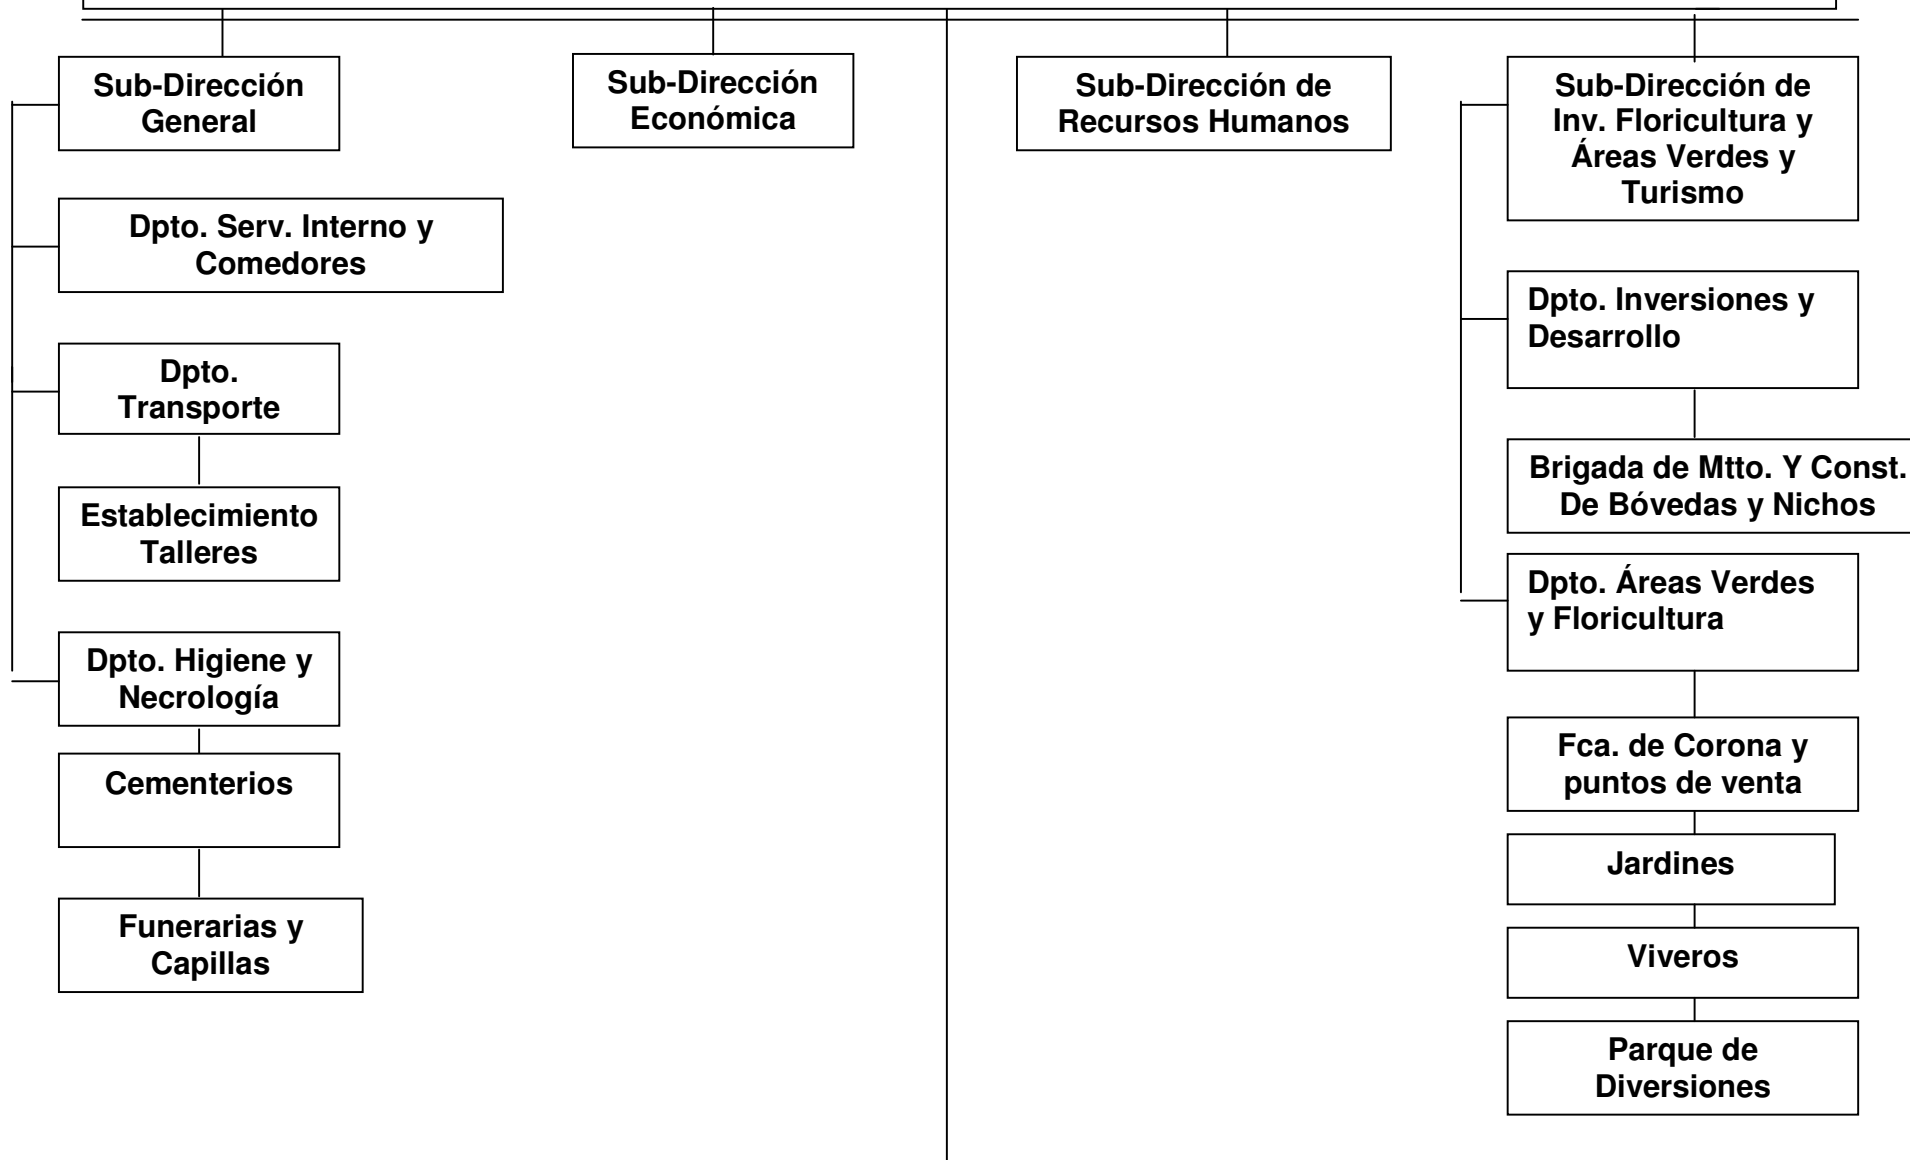 Sub-Dirección
General
Sub-Dirección
Económica
Sub-Dirección de
Recursos Humanos
Sub-Dirección de
Inv. Floricultura y
Áreas Verdes y
Turismo
Dpto. Serv. Interno y
Comedores
Dpto.
Transporte
Establecimiento
Talleres
Dpto. Higiene y
Necrología
Cementerios
Funerarias y
Capillas
Dpto. Inversiones y
Desarrollo
Brigada de Mtto. Y Const.
De Bóvedas y Nichos
Dpto. Áreas Verdes
y Floricultura
Fca. de Corona y
puntos de venta
Jardines
Viveros
Parque de
Diversiones